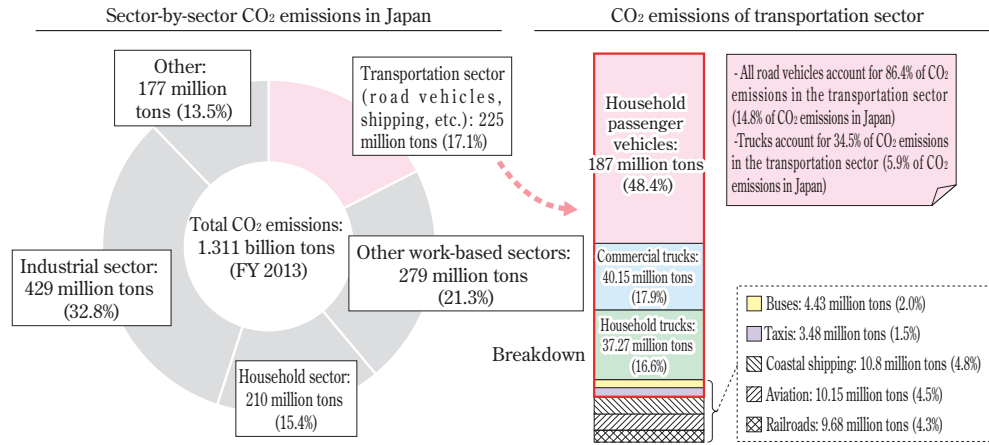 Sector-by-sector CO₂ emissions in Japan
Other:
177 million
tons (13.5%)
Transportation sector
(road vehicles,
shipping, etc.): 225
million tons (17.1%)
Total CO₂ emissions:
1.311 billion tons
(FY 2013)
Industrial sector:
429 million tons
(32.8%)
Other work-based sectors:
279 million tons
(21.3%)
Household sector:
210 million tons
(15.4%)
CO₂ emissions of transportation sector
Household
passenger
vehicles:
187 million tons
(48.4%)
Commercial trucks:
40.15 million tons
(17.9%)
Household trucks:
37.27 million tons
(16.6%)
Breakdown
- All road vehicles account for 86.4% of CO₂
emissions in the transportation sector
(14.8% of CO₂ emissions in Japan)
-Trucks account for 34.5% of CO₂ emissions
in the transportation sector (5.9% of CO₂
emissions in Japan)
Buses: 4.43 million tons (2.0%)
Taxis: 3.48 million tons (1.5%)
Coastal shipping: 10.8 million tons (4.8%)
Aviation: 10.15 million tons (4.5%)
Railroads: 9.68 million tons (4.3%)